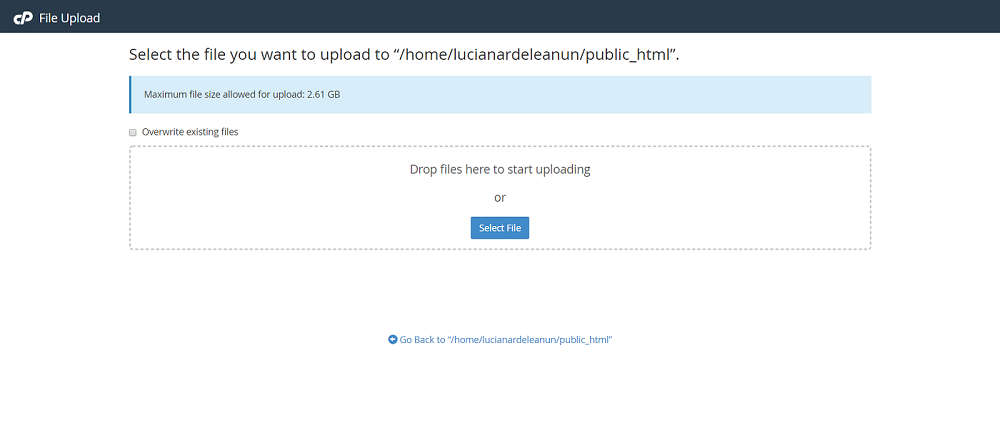 cP File Upload
Select the file you want to upload to “/home/lucianardeleanun/public_html”.
Maximum file size allowed for upload: 2.61 GB
Overwrite existing files
Drop files here to start uploading
or
Select File
Go Back to “/home/lucianardeleanun/public_html”